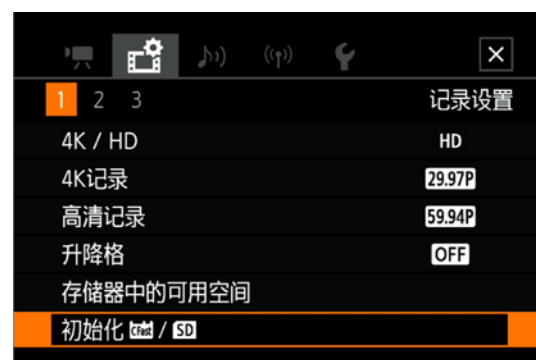 1 2 3 记录设置
4K / HD HD
4K记录 29.97P
高清记录 59.94P
升降格 OFF
存储器中的可用空间
初始化 CFast / SD